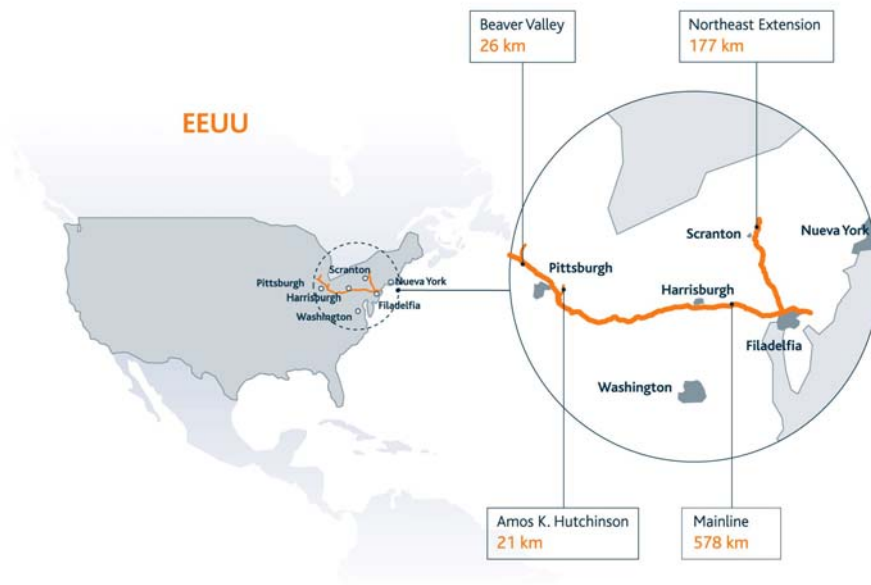 Beaver Valley
26 km
Northeast Extension
177 km
EEUU
Scranton
Nueva York
Pittsburgh
Harrisburgh
Filadelfia
Washington
Scranton
Nueva York
Pittsburgh
Harrisburgh
Filadelfia
Washington
Amos K. Hutchinson
21 km
Mainline
578 km